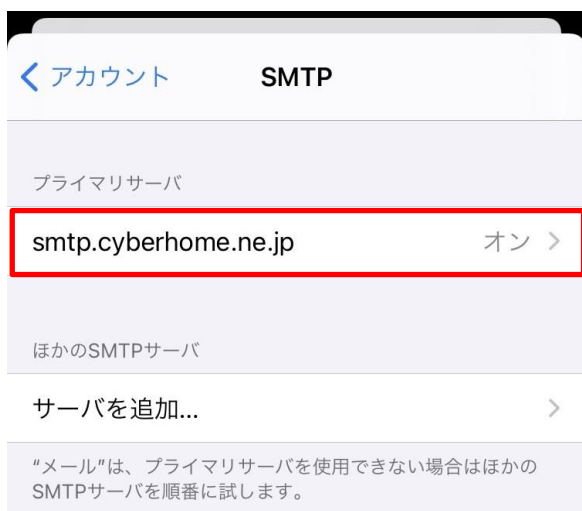 アカウント
SMTP
プライマリサーバ
smtp.cyberhome.ne.jp
オン
ほかのSMTPサーバ
サーバを追加...
“メール”は、プライマリサーバを使用できない場合はほかの
SMTPサーバを順番に試します。